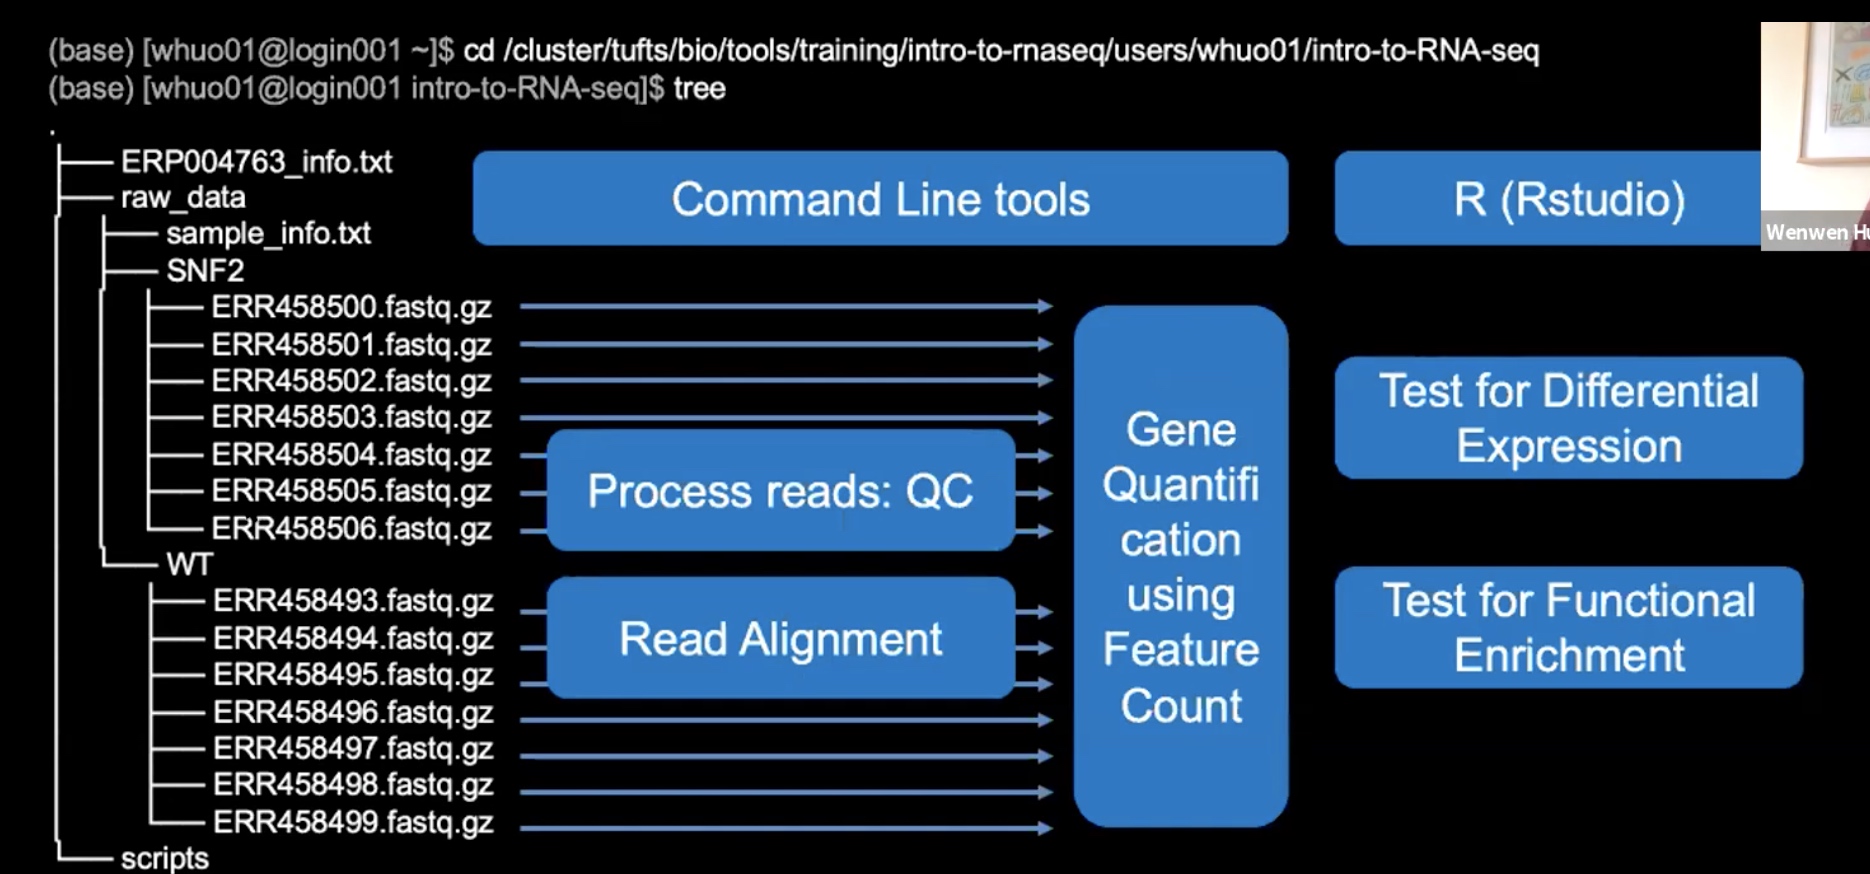 (base) [whuo01@login001 ~]$ cd /cluster/tufts/bio/tools/training/intro-to-rnaseq/users/whuo01/intro-to-RNA-seq
(base) [whuo01@login001 intro-to-RNA-seq]$ tree
.
ERP004763_info.txt
raw_data
sample_info.txt
SNF2
ERR458500.fastq.gz
ERR458501.fastq.gz
ERR458502.fastq.gz
ERR458503.fastq.gz
ERR458504.fastq.gz
ERR458505.fastq.gz
ERR458506.fastq.gz
WT
ERR458493.fastq.gz
ERR458494.fastq.gz
ERR458495.fastq.gz
ERR458496.fastq.gz
ERR458497.fastq.gz
ERR458498.fastq.gz
ERR458499.fastq.gz
scripts
Command Line tools
Process reads: QC
Read Alignment
Gene
Quantifi
cation
using
Feature
Count
R (Rstudio)
Test for Differential
Expression
Test for Functional
Enrichment
Wenwen Hu